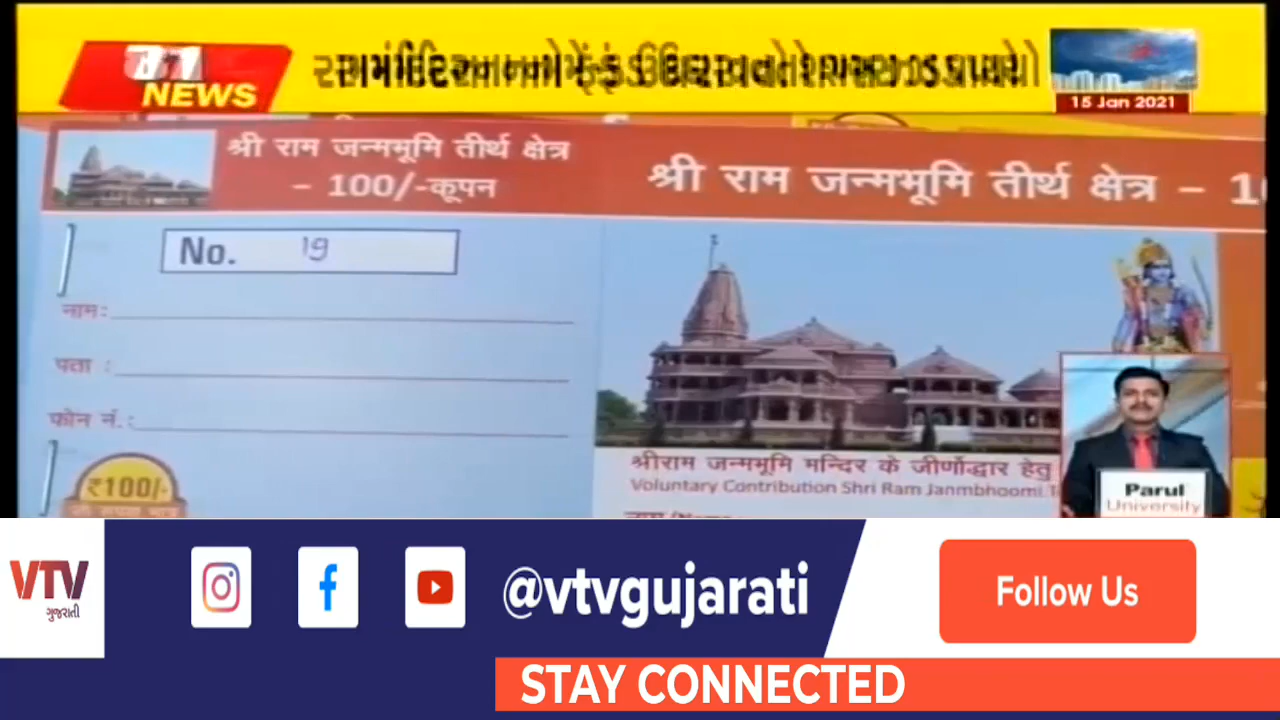 NEWS
15 Jan 2021
श्री राम जन्मभूमि तीर्थ क्षेत्र
- 100/-कूपन
श्री राम जन्मभूमि तीर्थ क्षेत्र -
No. 19
नामः
पता :
फोन नं.:
₹100/-
श्रीराम जन्मभूमि मन्दिर के जीर्णोद्धार हेतु
Voluntary Contribution Shri Ram Janmbhoomi
Parul
University
VTV
ગુજરાતી
@vtvgujarati
Follow Us
STAY CONNECTED